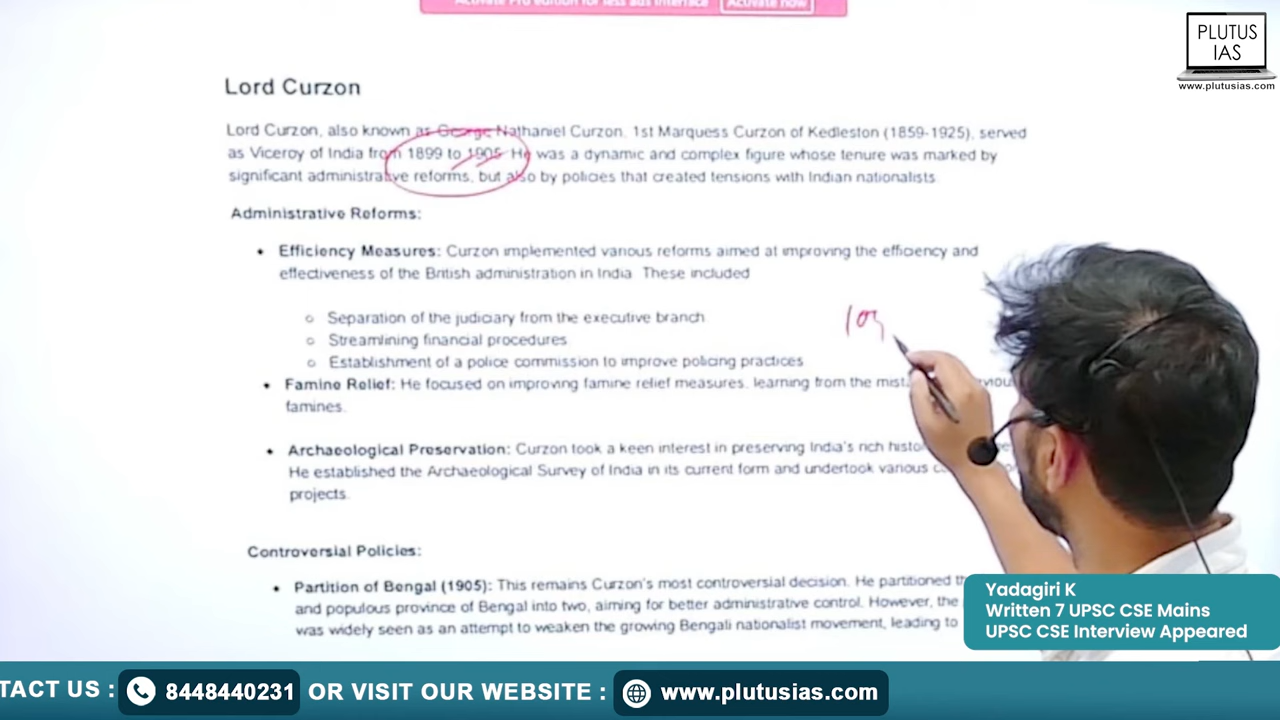 Activate Pro edition for less ads interface Activate now
PLUTUS
IAS
www.plutusias.com
Lord Curzon
Lord Curzon, also known as George Nathaniel Curzon, 1st Marquess Curzon of Kedleston (1859-1925), served
as Viceroy of India from 1899 to 1905. He was a dynamic and complex figure whose tenure was marked by
significant administrative reforms, but also by policies that created tensions with Indian nationalists.
Administrative Reforms:
• Efficiency Measures: Curzon implemented various reforms aimed at improving the efficiency and
effectiveness of the British administration in India. These included
o Separation of the judiciary from the executive branch
o Streamlining financial procedures
o Establishment of a police commission to improve policing practices
• Famine Relief: He focused on improving famine relief measures, learning from the
famines.
• Archaeological Preservation: Curzon took a keen interest in preserving India's rich
He established the Archaeological Survey of India in its current form and undertook various
projects.
Controversial Policies:
• Partition of Bengal (1905): This remains Curzon's most controversial decision. He partitioned
and populous province of Bengal into two, aiming for better administrative control. However, the
was widely seen as an attempt to weaken the growing Bengali nationalist movement, leading to
Yadagiri K
Written 7 UPSC CSE Mains
UPSC CSE Interview Appeared
TACT US : 8448440231 OR VISIT OUR WEBSITE : www.plutusias.com